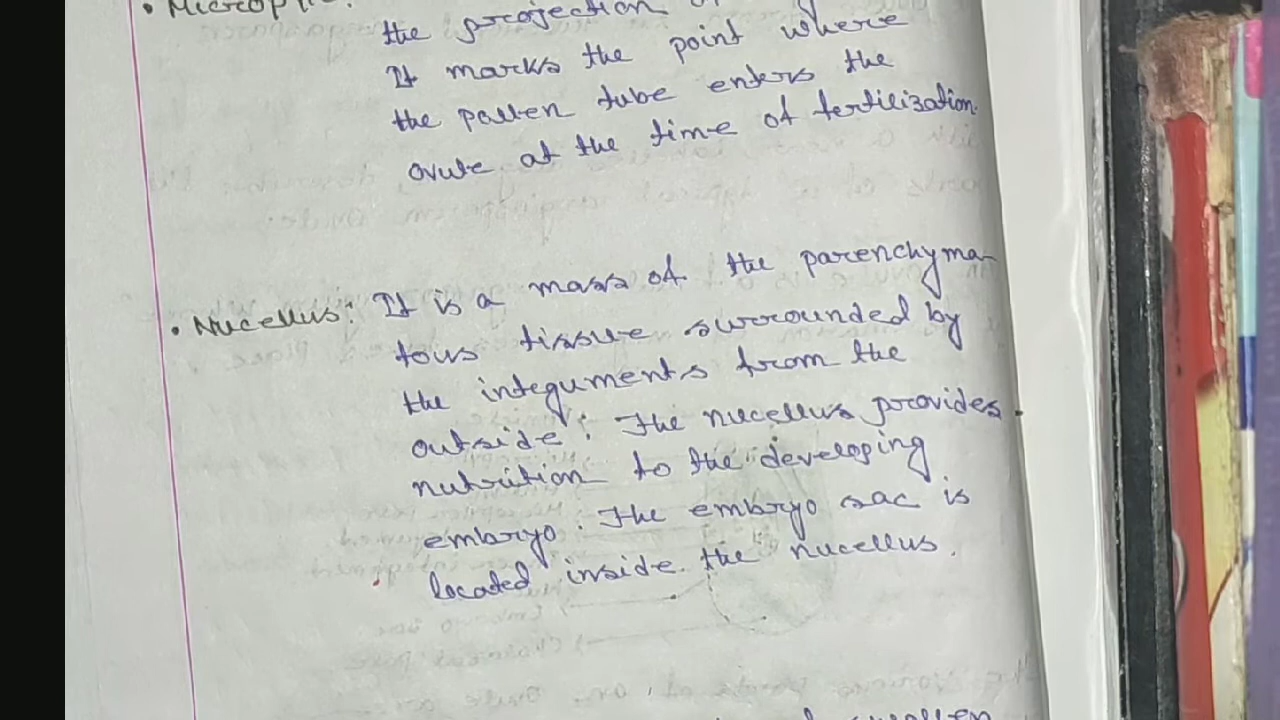 • Micropyle:
the projection of
It marks the point where
the pollen tube enters the
ovule at the time of fertilization.
• Nucellus: It is a mass of the parenchyma-
tous tissue surrounded by
the integuments from the
outside. The nucellus provides
nutrition to the developing
embryo. The embryo sac is
located inside the nucellus.